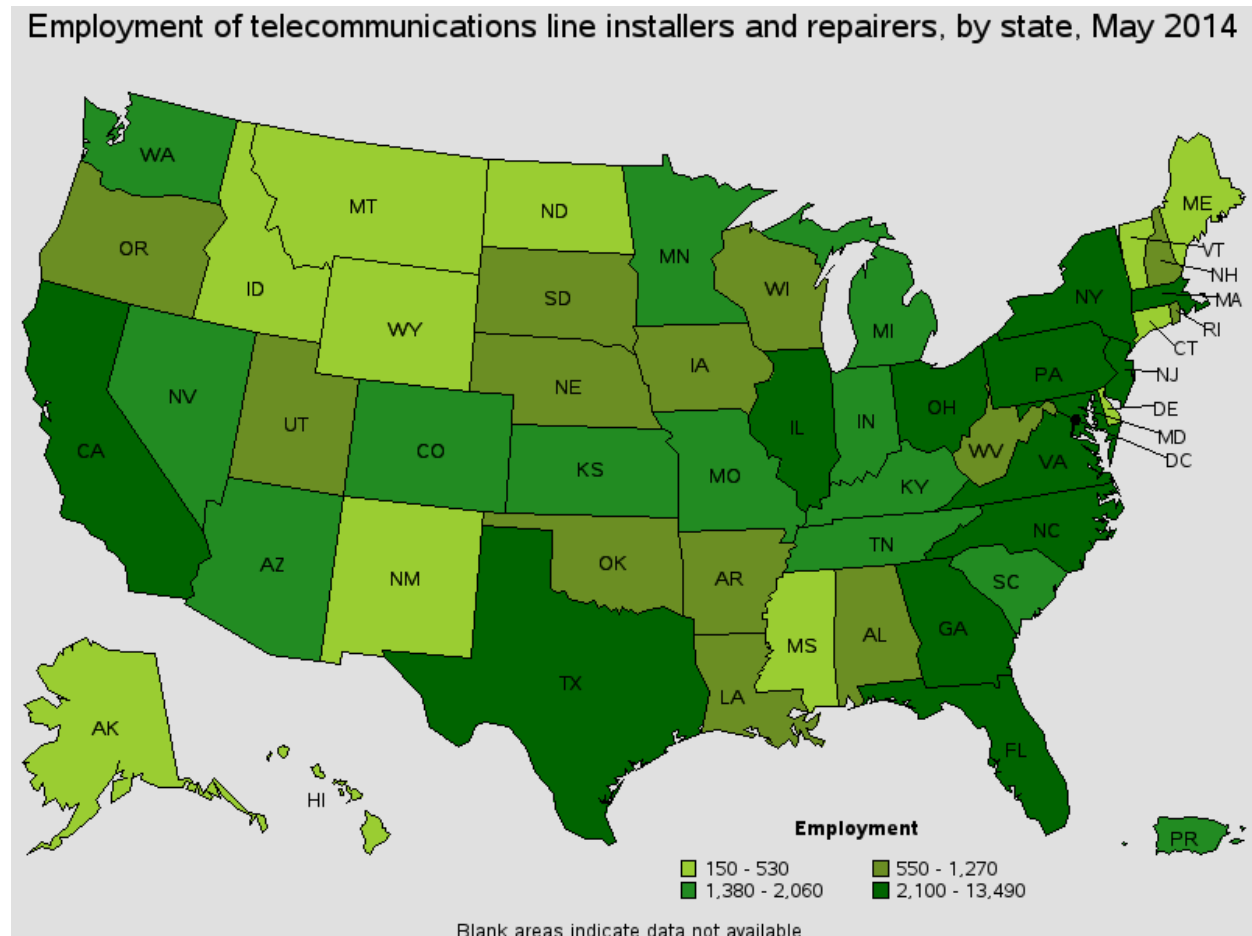 Employment of telecommunications line installers and repairers, by state, May 2014
WA
MT
ND
MN
ME
VT
NH
MA
RI
CT
NJ
DE
MD
DC
OR
ID
WY
SD
WI
MI
NY
PA
NV
UT
CO
NE
IA
IL
IN
OH
WV
VA
CA
AZ
NM
KS
MO
KY
TN
NC
SC
OK
AR
MS
AL
GA
TX
LA
FL
AK
HI
PR
Employment
150 - 530
550 - 1,270
1,380 - 2,060
2,100 - 13,490
Blank areas indicate data not available